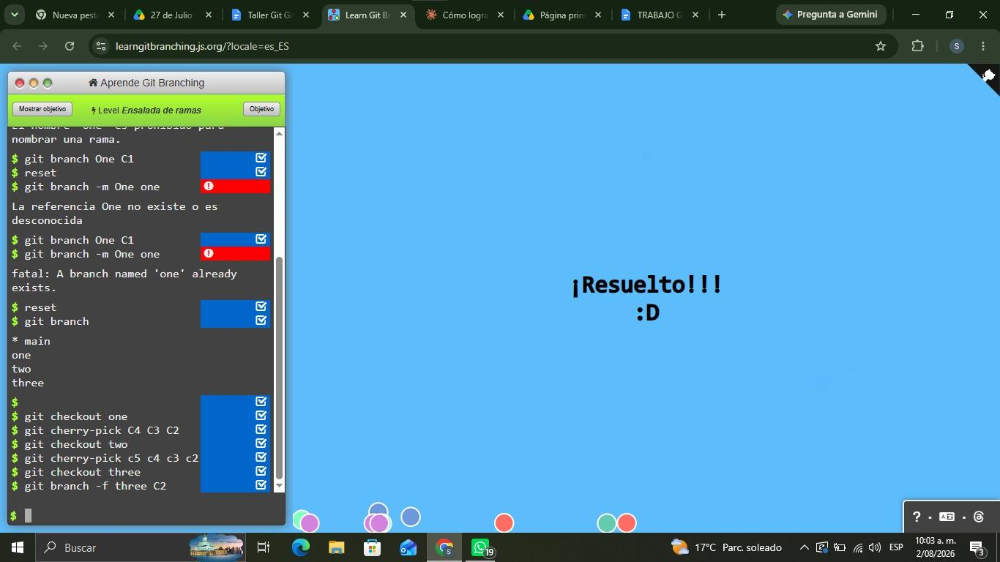 Nueva pest
27 de Julio
Taller Git Gi
Learn Git Br
Cómo logra
Página prin
TRABAJO G
Pregunta a Gemini
learngitbranching.js.org/?locale=es_ES
S
Aprende Git Branching
Mostrar objetivo
Level Ensalada de ramas
Objetivo
nombrar una rama.
$ git branch One C1
$ reset
$ git branch -m One one
La referencia One no existe o es
desconocida
$ git branch One C1
$ git branch -m One one
fatal: A branch named 'one' already
exists.
$ reset
$ git branch
* main
one
two
three
$
$ git checkout one
$ git cherry-pick C4 C3 C2
$ git checkout two
$ git cherry-pick c5 c4 c3 c2
$ git checkout three
$ git branch -f three C2
$
¡Resuelto!!!
:D
Buscar
19
17°C Parc. soleado
ESP
10:03 a. m.
2/08/2026
3